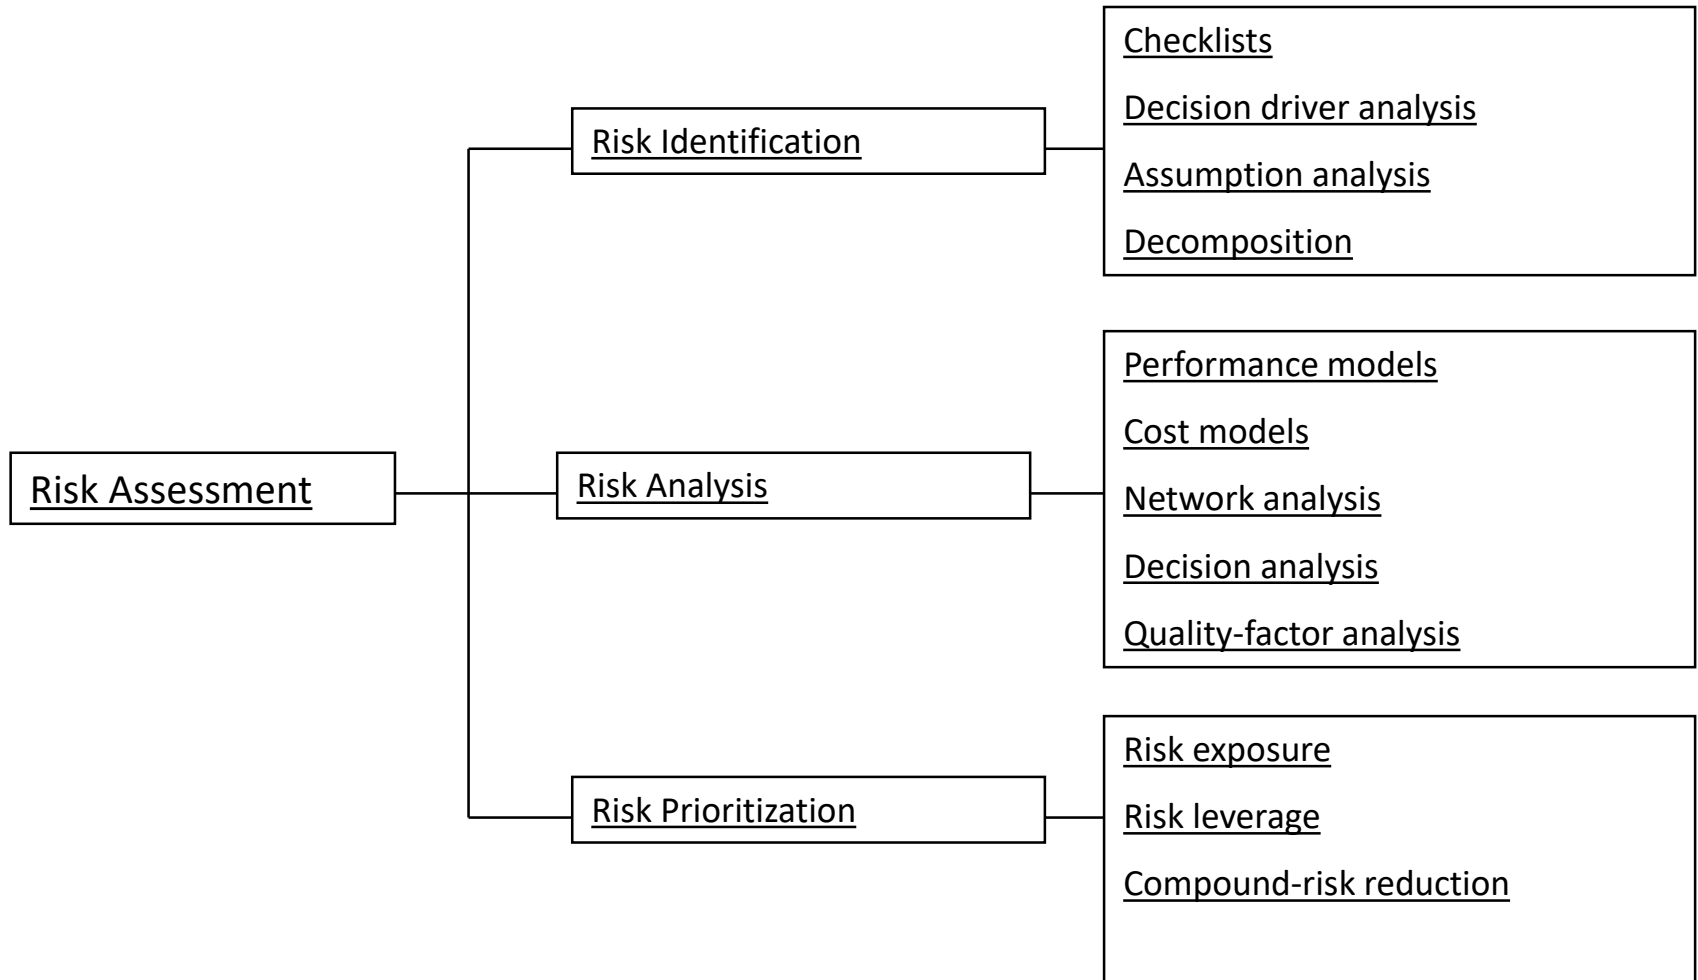 Risk Assessment
Risk Identification
Checklists
Decision driver analysis
Assumption analysis
Decomposition
Risk Analysis
Performance models
Cost models
Network analysis
Decision analysis
Quality-factor analysis
Risk Prioritization
Risk exposure
Risk leverage
Compound-risk reduction